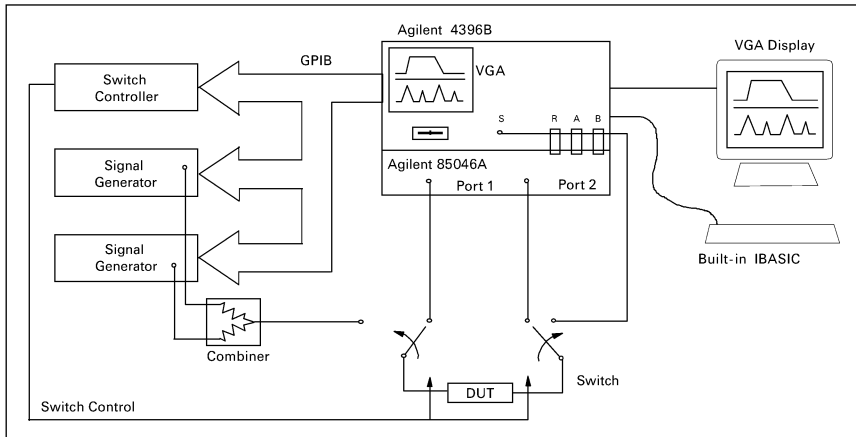 Agilent 4396B
VGA Display
GPIB
Switch
Controller
VGA
S
R
A
B
Signal
Generator
Agilent 85046A
Port 1
Port 2
Signal
Generator
Built-in IBASIC
Combiner
Switch
DUT
Switch Control